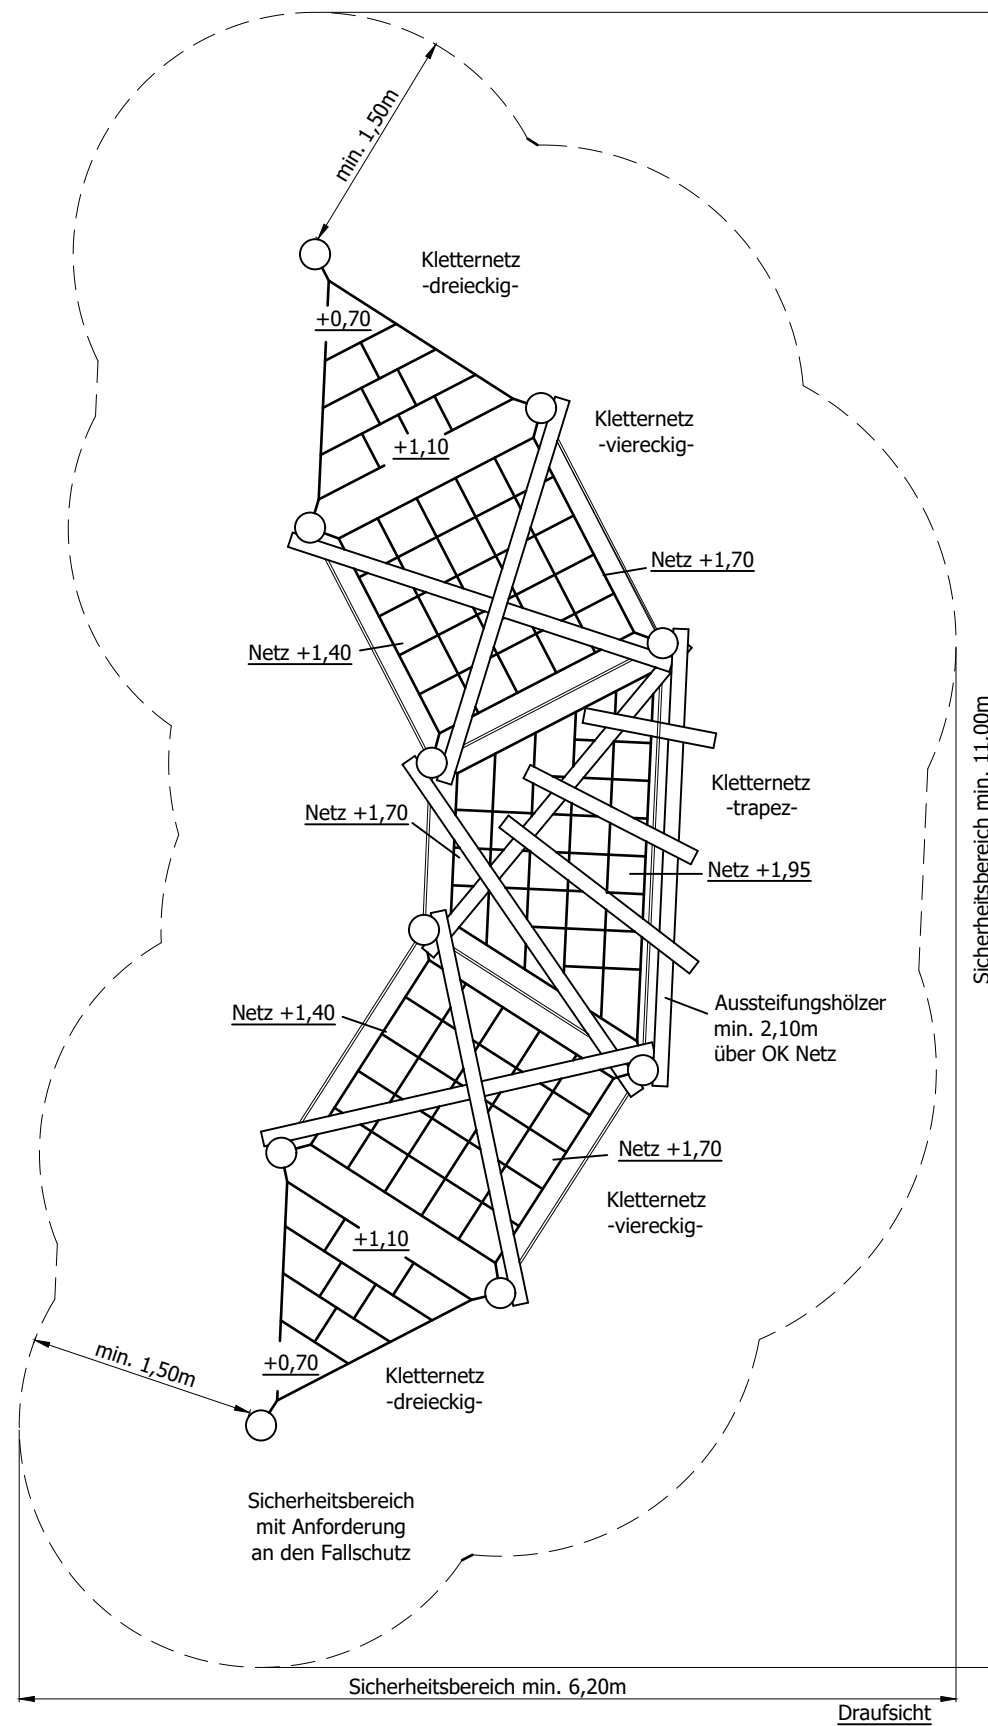 min. 1,50m
Kletternetz
-dreieckig-
+0,70
Kletternetz
-viereckig-
+1,10
Netz +1,70
Netz +1,40
Sicherheitsbereich min. 11,00m
Kletternetz
-trapez-
Netz +1,70
Netz +1,95
Netz +1,40
Aussteifungshölzer
min. 2,10m
über OK Netz
Netz +1,70
Kletternetz
-viereckig-
+1,10
min. 1,50m
+0,70
Kletternetz
-dreieckig-
Sicherheitsbereich
mit Anforderung
an den Fallschutz
Sicherheitsbereich min. 6,20m
Draufsicht